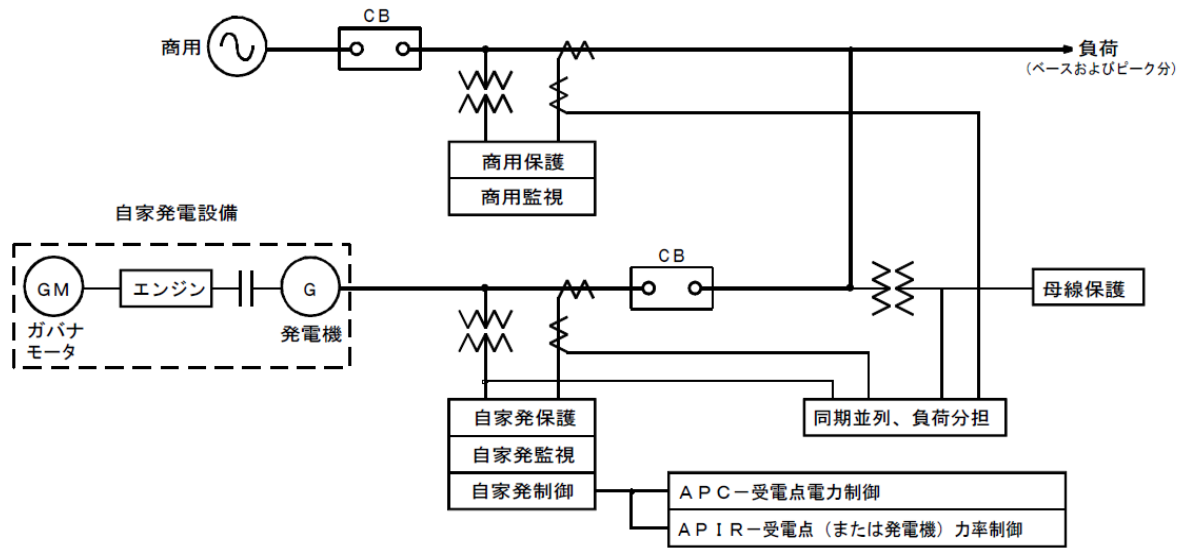 CB
商用
負荷
(ベースおよびピーク分)
商用保護
商用監視
自家発電設備
CB
GM
エンジン
G
母線保護
ガバナ
モータ
発電機
自家発保護
同期並列、負荷分担
自家発監視
自家発制御
APC－受電点電力制御
APIR－受電点（または発電機）力率制御